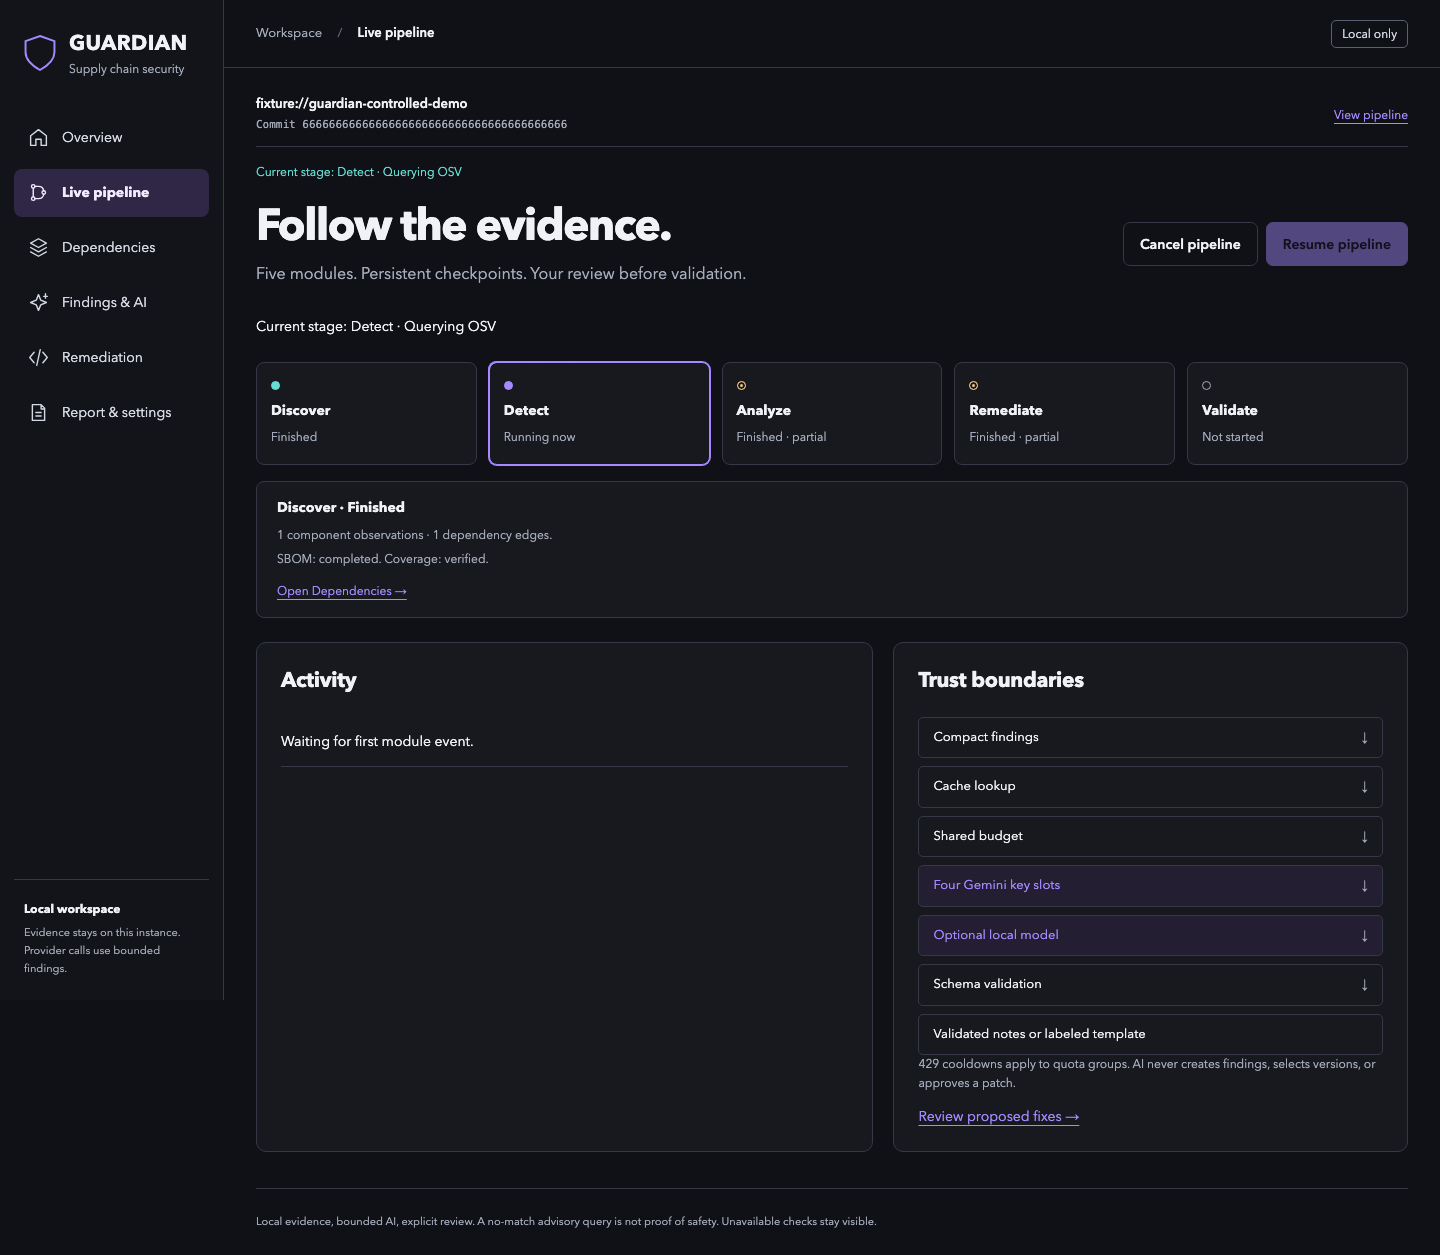 GUARDIAN
Supply chain security
Overview
Live pipeline
Dependencies
Findings & AI
Remediation
Report & settings
Local workspace
Evidence stays on this instance.
Provider calls use bounded
findings.
Workspace / Live pipeline
Local only
fixture://guardian-controlled-demo
Commit 6666666666666666666666666666666666666666
View pipeline
Current stage: Detect · Querying OSV
Follow the evidence.
Five modules. Persistent checkpoints. Your review before validation.
Cancel pipeline
Resume pipeline
Current stage: Detect · Querying OSV
Discover
Finished
Detect
Running now
Analyze
Finished · partial
Remediate
Finished · partial
Validate
Not started
Discover · Finished
1 component observations · 1 dependency edges.
SBOM: completed. Coverage: verified.
Open Dependencies →
Activity
Waiting for first module event.
Trust boundaries
Compact findings ↓
Cache lookup ↓
Shared budget ↓
Four Gemini key slots ↓
Optional local model ↓
Schema validation ↓
Validated notes or labeled template
429 cooldowns apply to quota groups. AI never creates findings, selects versions, or
approves a patch.
Review proposed fixes →
Local evidence, bounded AI, explicit review. A no-match advisory query is not proof of safety. Unavailable checks stay visible.